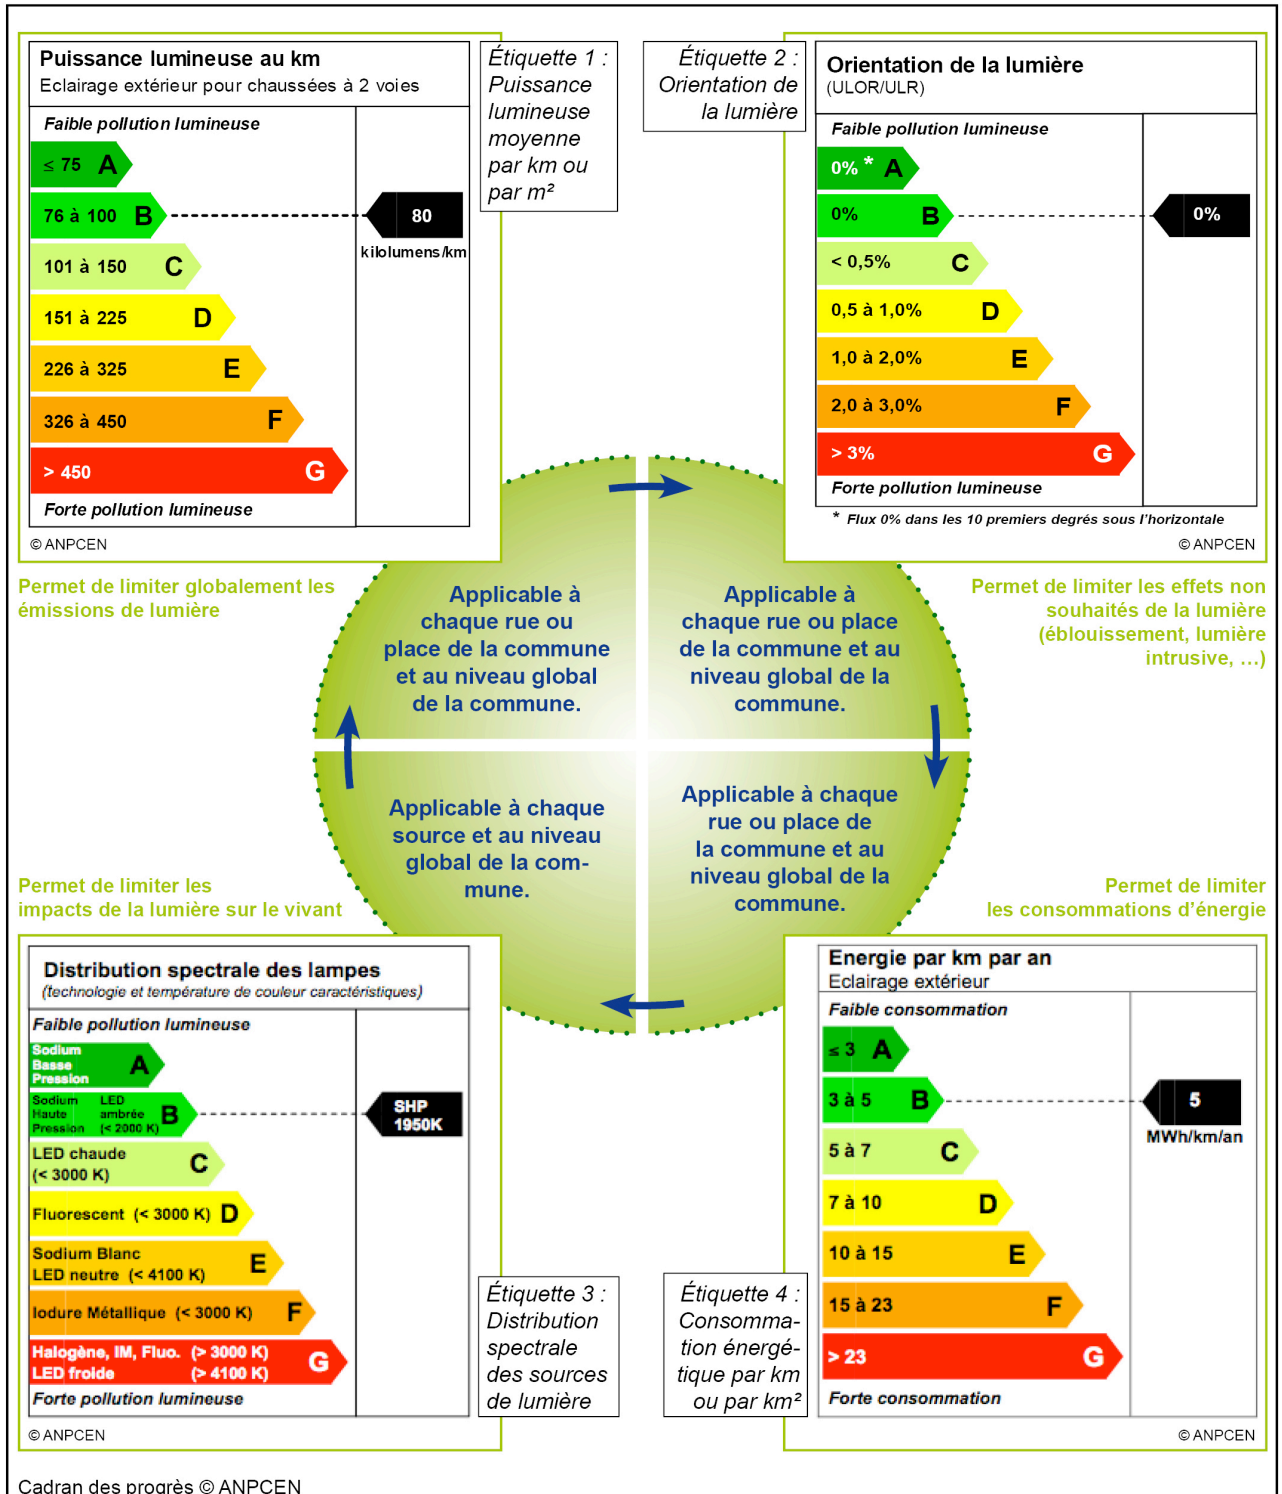 Puissance lumineuse au km
Eclairage extérieur pour chaussées à 2 voies
Faible pollution lumineuse
≤ 75 A
76 à 100 B
80
kilolumens/km
101 à 150 C
151 à 225 D
226 à 325 E
326 à 450 F
> 450 G
Forte pollution lumineuse
© ANPCEN
Étiquette 1 :
Puissance
lumineuse
moyenne
par km ou
par m²
Étiquette 2 :
Orientation de
la lumière
Orientation de la lumière
(ULOR/ULR)
Faible pollution lumineuse
0% * A
0% B
0%
< 0,5% C
0,5 à 1,0% D
1,0 à 2,0% E
2,0 à 3,0% F
> 3% G
Forte pollution lumineuse
* Flux 0% dans les 10 premiers degrés sous l'horizontale
© ANPCEN
Permet de limiter globalement les
émissions de lumière
Permet de limiter les effets non
souhaités de la lumière
(éblouissement, lumière
intrusive, …)
Applicable à
chaque rue ou
place de la commune
et au niveau global
de la commune.
Applicable à
chaque rue ou place
de la commune et au
niveau global de la
commune.
Applicable à chaque
source et au niveau
global de la com-
mune.
Applicable à chaque
rue ou place de
la commune et au
niveau global de la
commune.
Permet de limiter les
impacts de la lumière sur le vivant
Permet de limiter
les consommations d'énergie
Distribution spectrale des lampes
(technologie et température de couleur caractéristiques)
Faible pollution lumineuse
Sodium
Basse
Pression
A
Sodium LED
Haute ambrée
Pression (< 2000 K)
B
SHP
1950K
LED chaude
(< 3000 K)
C
Fluorescent (< 3000 K) D
Sodium Blanc
LED neutre (< 4100 K)
E
Iodure Métallique (< 3000 K) F
Halogène, IM, Fluo. (> 3000 K)
LED froide (> 4100 K)
G
Forte pollution lumineuse
© ANPCEN
Étiquette 3 :
Distribution
spectrale
des sources
de lumière
Étiquette 4 :
Consomma-
tion énergé-
tique par km
ou par km²
Energie par km par an
Eclairage extérieur
Faible consommation
≤ 3 A
3 à 5 B
5
MWh/km/an
5 à 7 C
7 à 10 D
10 à 15 E
15 à 23 F
> 23 G
Forte consommation
© ANPCEN
Cadran des progrès © ANPCEN